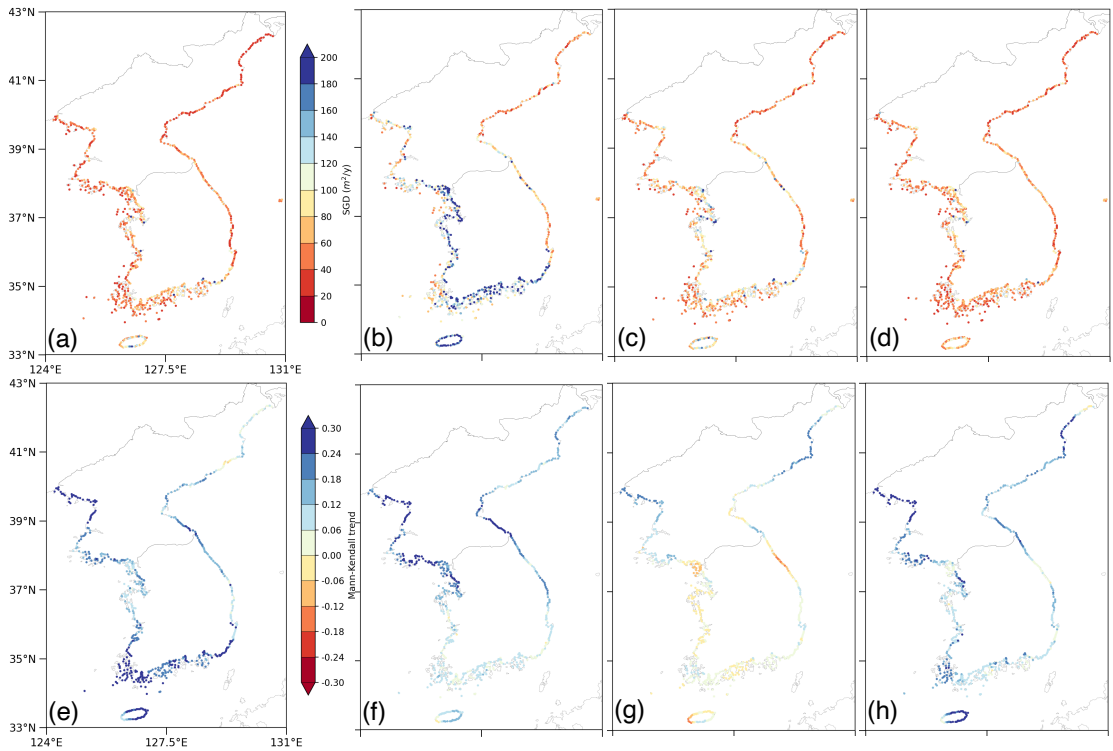 43°N
41°N
39°N
37°N
35°N
33°N
124°E
127.5°E
131°E
(a)
200
180
160
140
120
100
80
60
40
20
0
SGD (m²/y)
(b)
(c)
(d)
43°N
41°N
39°N
37°N
35°N
33°N
124°E
127.5°E
131°E
(e)
0.30
0.24
0.18
0.12
0.06
0.00
-0.06
-0.12
-0.18
-0.24
-0.30
Mann-Kendall trend
(f)
(g)
(h)